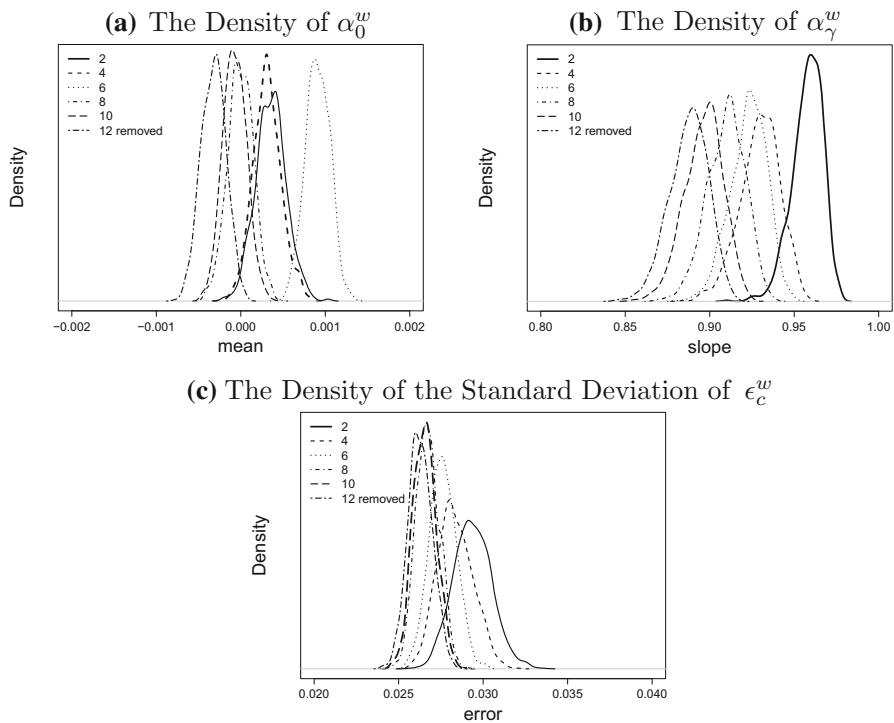 (a) The Density of α₀ʷ
(b) The Density of αᵧʷ
2
4
6
8
10
12 removed
Density
−0.002 −0.001 0.000 0.001 0.002
mean
2
4
6
8
10
12 removed
Density
0.80 0.85 0.90 0.95 1.00
slope
(c) The Density of the Standard Deviation of ϵ_c^w
2
4
6
8
10
12 removed
Density
0.020 0.025 0.030 0.035 0.040
error